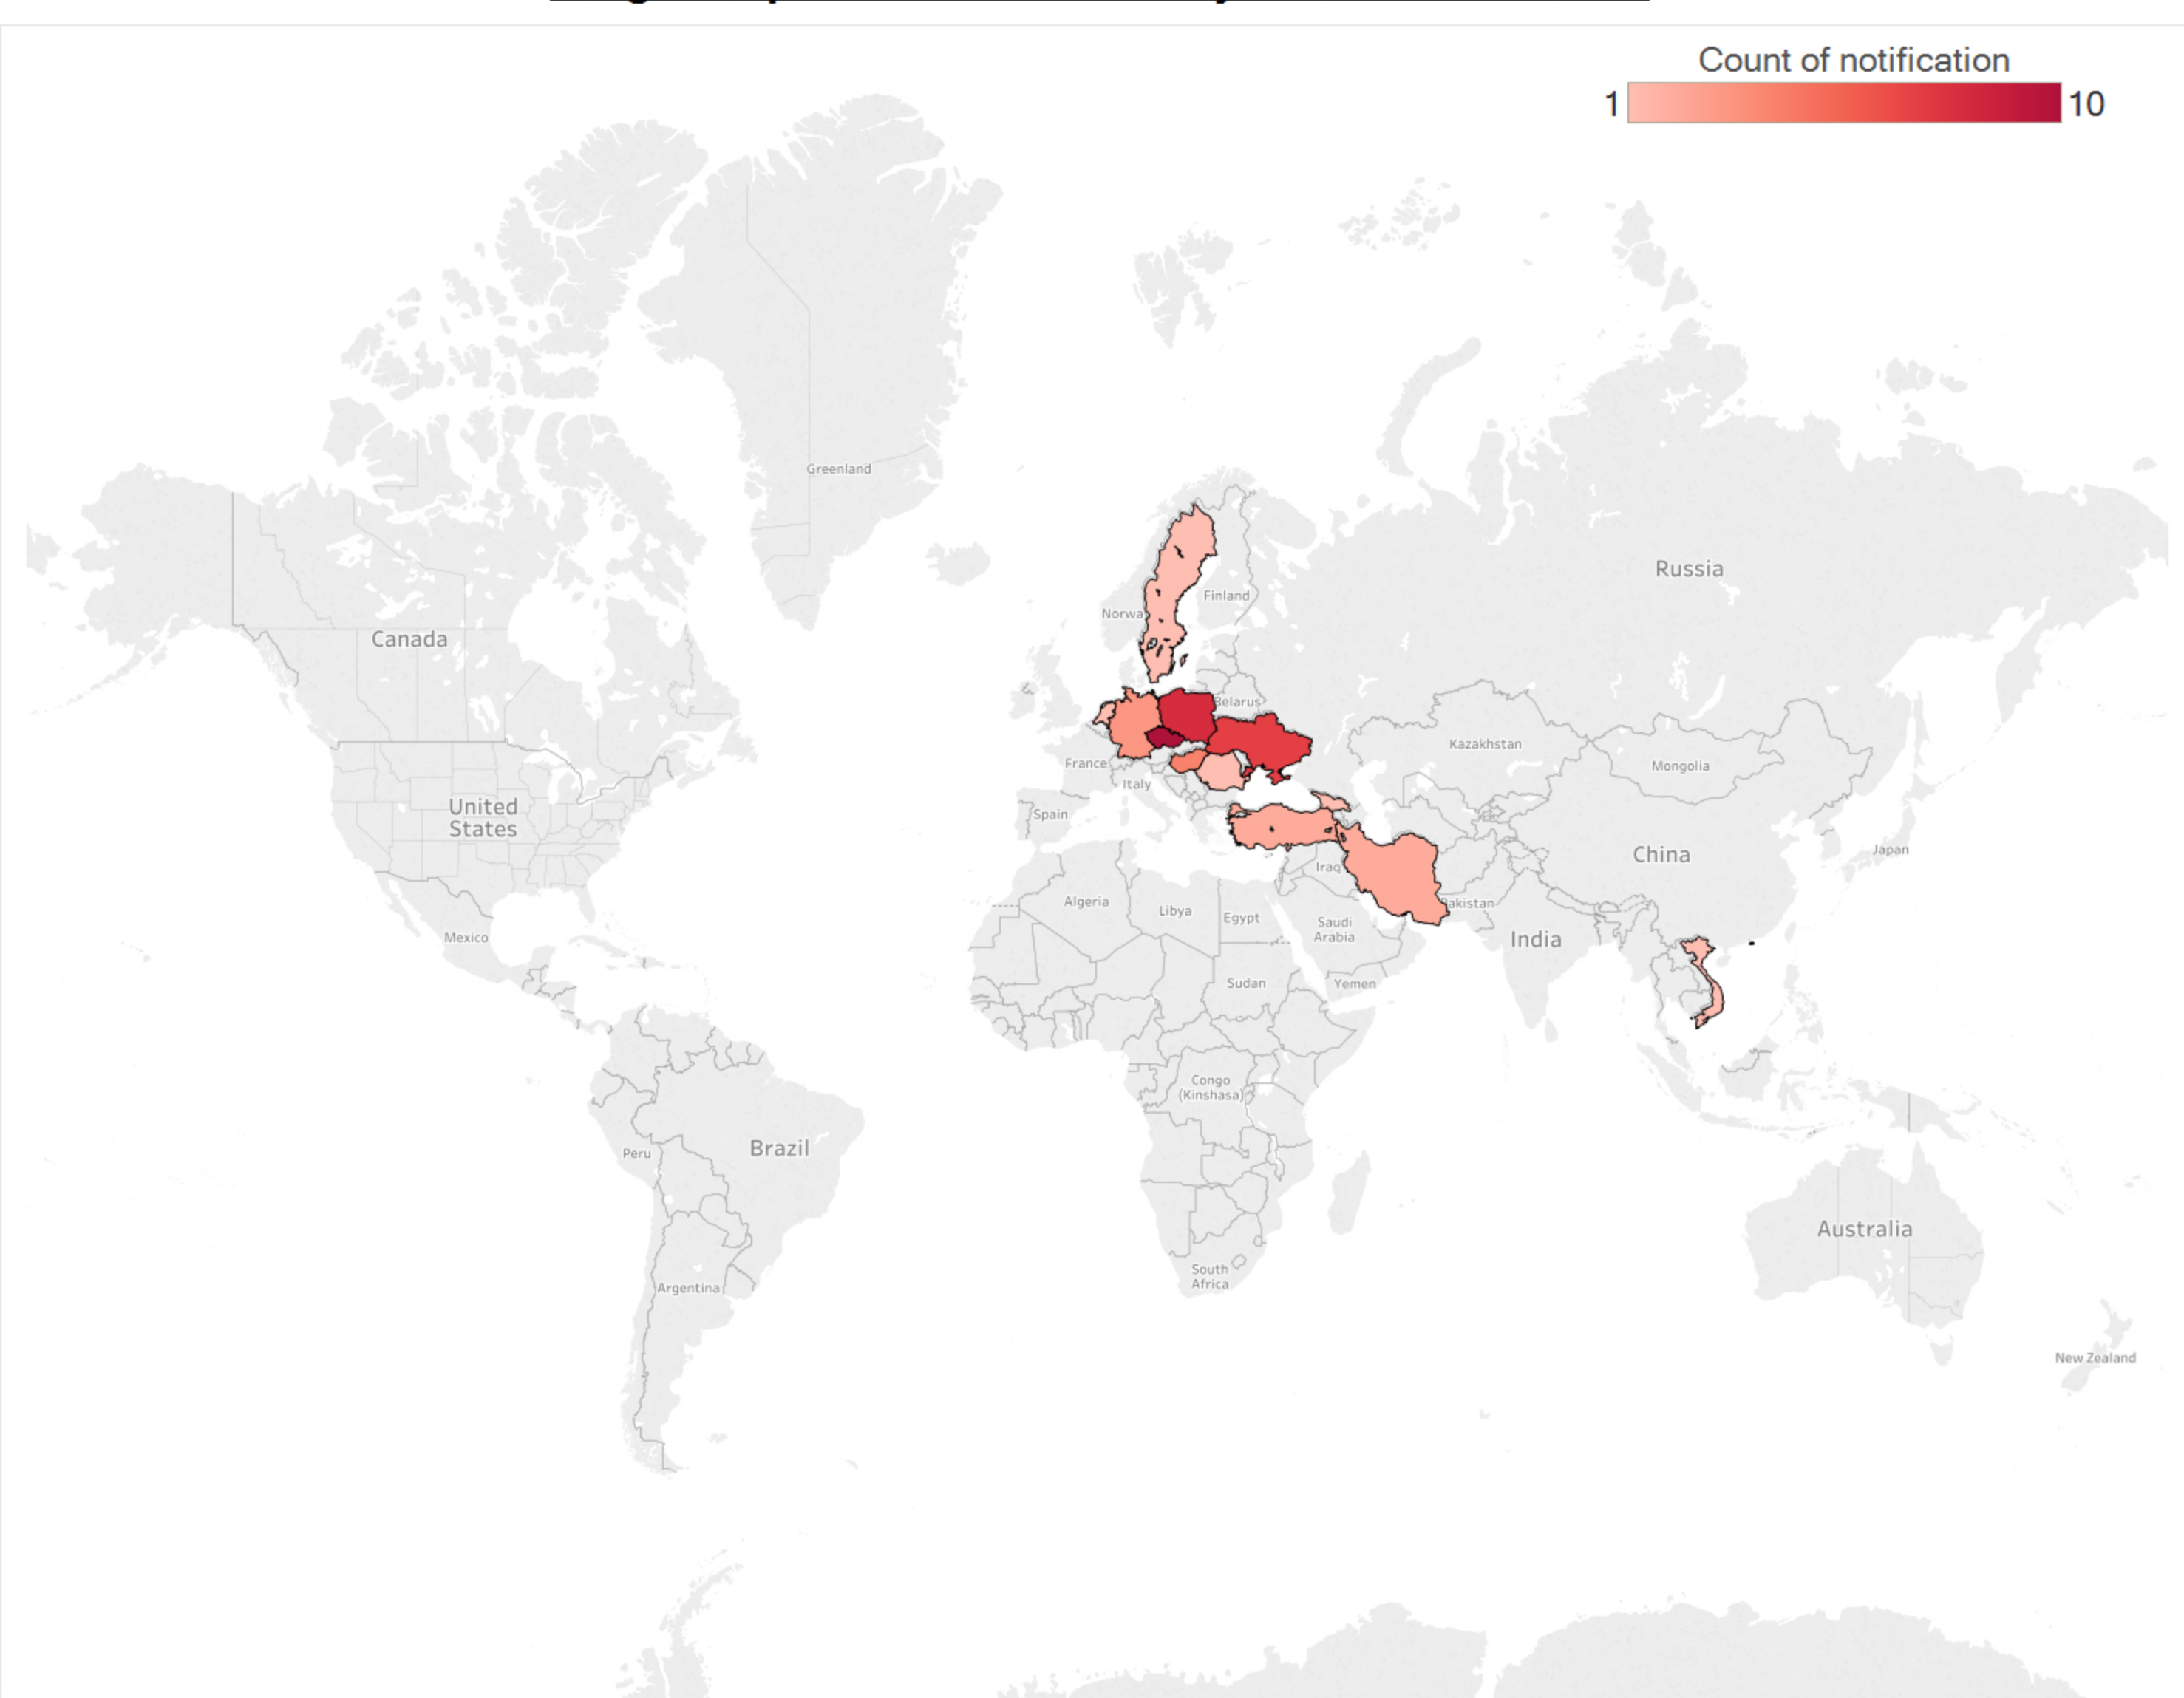 Count of notification
1 10
Greenland
Russia
Finland
Norwa
Canada
Belarus
Kazakhstan
Mongolia
France
Italy
United
States
Spain
China
Japan
Iraq
Algeria
Libya
Egypt
Saudi
Arabia
Pakistan
India
Mexico
Sudan
Yemen
Congo
(Kinshasa)
Peru
Brazil
Australia
South
Africa
Argentina
New Zealand